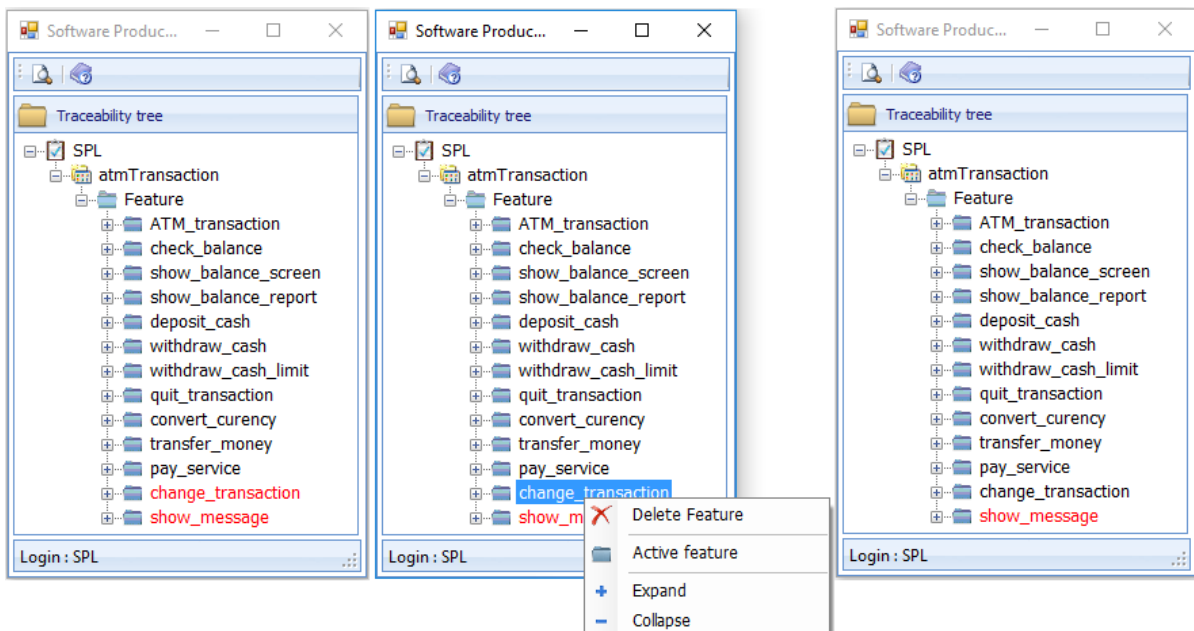 Software Produc...
Traceability tree
SPL
atmTransaction
Feature
ATM_transaction
check_balance
show_balance_screen
show_balance_report
deposit_cash
withdraw_cash
withdraw_cash_limit
quit_transaction
convert_curency
transfer_money
pay_service
change_transaction
show_message
Login : SPL
Software Produc...
Traceability tree
SPL
atmTransaction
Feature
ATM_transaction
check_balance
show_balance_screen
show_balance_report
deposit_cash
withdraw_cash
withdraw_cash_limit
quit_transaction
convert_curency
transfer_money
pay_service
change_transaction
show_m
Login : SPL
Delete Feature
Active feature
Expand
Collapse
Software Produc...
Traceability tree
SPL
atmTransaction
Feature
ATM_transaction
check_balance
show_balance_screen
show_balance_report
deposit_cash
withdraw_cash
withdraw_cash_limit
quit_transaction
convert_curency
transfer_money
pay_service
change_transaction
show_message
Login : SPL